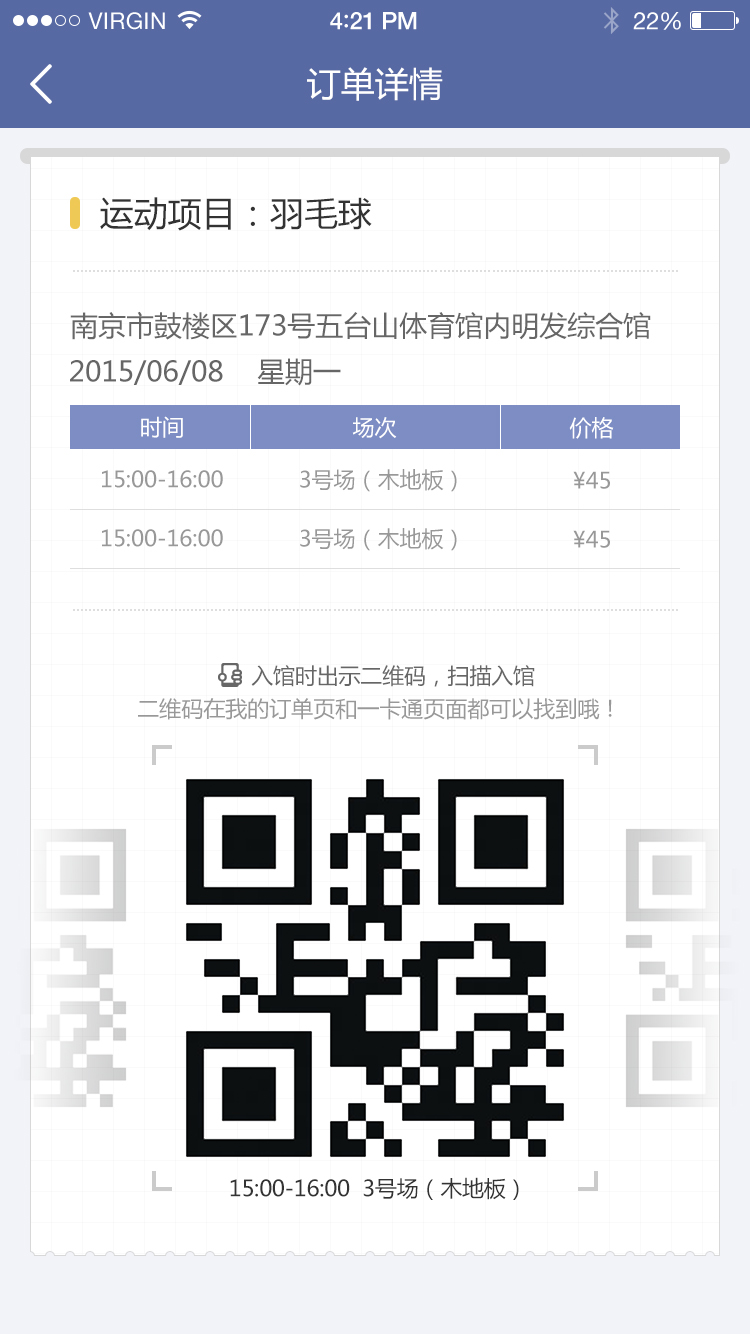 VIRGIN 4:21 PM 22%
订单详情
运动项目：羽毛球
南京市鼓楼区173号五台山体育馆内明发综合馆
2015/06/08 星期一
时间 场次 价格
15:00-16:00 3号场（木地板） ¥45
15:00-16:00 3号场（木地板） ¥45
入馆时出示二维码，扫描入馆
二维码在我的订单页和一卡通页面都可以找到哦！
15:00-16:00 3号场（木地板）